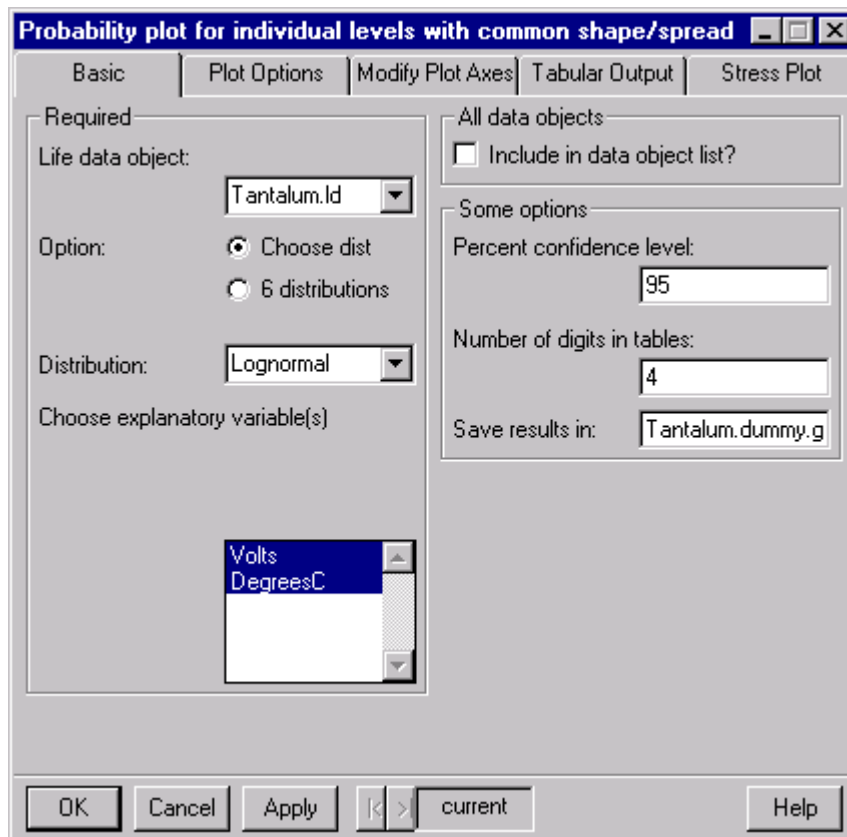 Probability plot for individual levels with common shape/spread
Basic
Plot Options
Modify Plot Axes
Tabular Output
Stress Plot
Required
Life data object:
Tantalum.ld
Option:
Choose dist
6 distributions
Distribution:
Lognormal
Choose explanatory variable(s)
Volts
DegreesC
All data objects
Include in data object list?
Some options
Percent confidence level:
95
Number of digits in tables:
4
Save results in:
Tantalum.dummy.g
OK
Cancel
Apply
current
Help